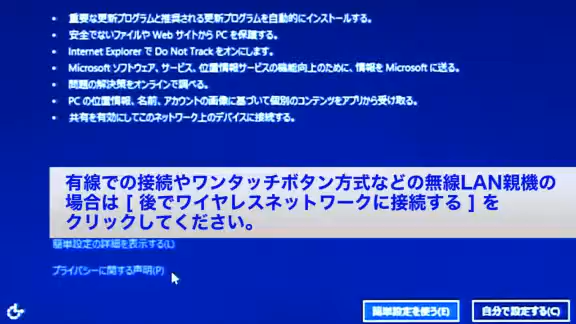 重要な更新プログラムと推奨される更新プログラムを自動的にインストールする。
安全でないファイルや Web サイトから PC を保護する。
Internet Explorer で Do Not Track をオンにします。
Microsoft ソフトウェア、サービス、位置情報サービスの機能向上のために、情報を Microsoft に送る。
問題の解決策をオンラインで調べる。
PC の位置情報、名前、アカウントの画像に基づいて個別のコンテンツをアプリから受け取る。
共有を有効にしてこのネットワーク上のデバイスに接続する。
有線での接続やワンタッチボタン方式などの無線LAN親機の
場合は [ 後でワイヤレスネットワークに接続する ] を
クリックしてください。
簡単設定の詳細を表示する(L)
プライバシーに関する声明(P)
簡単設定を使う(E)
自分で設定する(C)